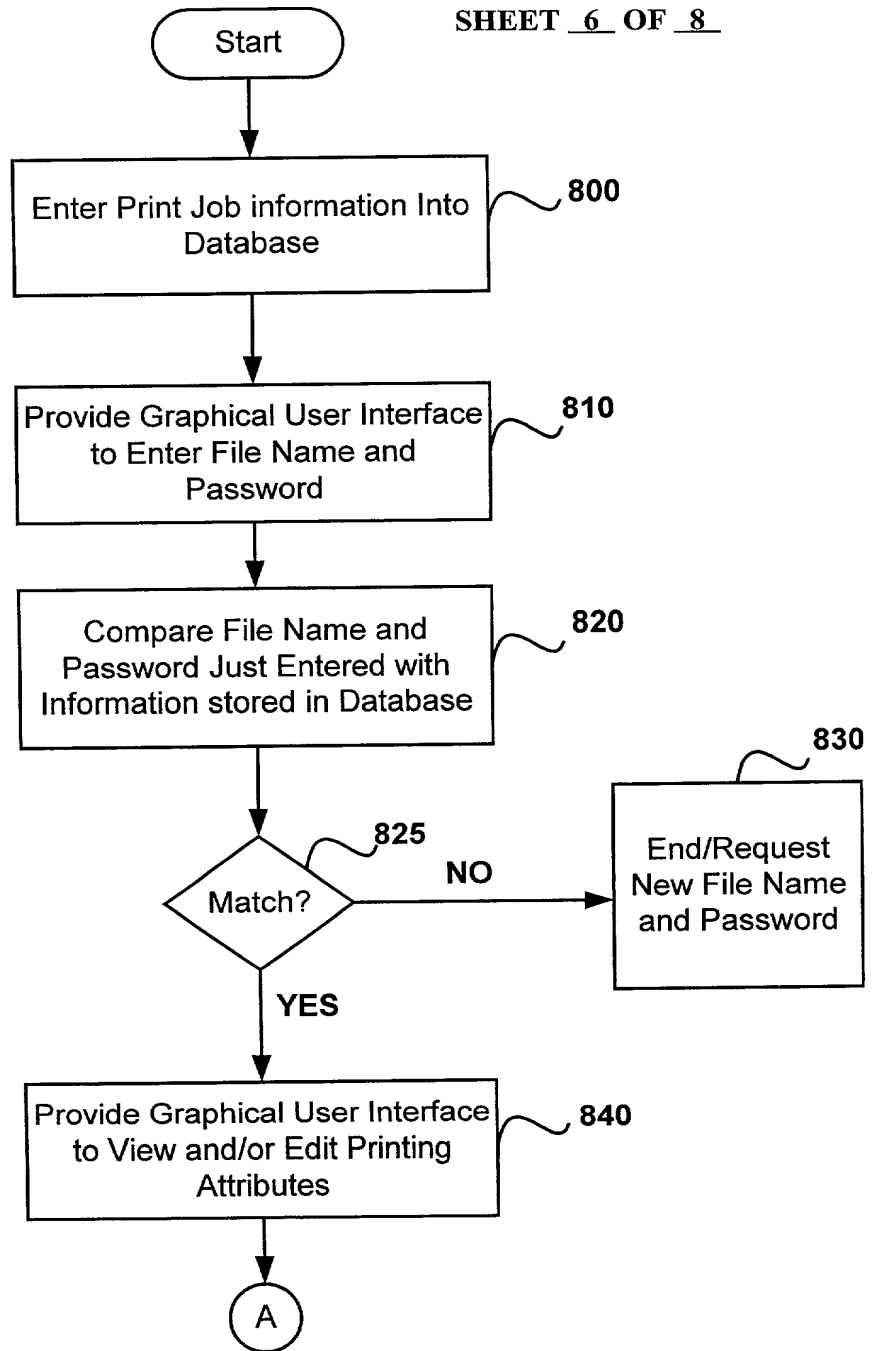 SHEET 6 OF 8
Start
Enter Print Job information Into
Database
800
Provide Graphical User Interface
to Enter File Name and
Password
810
Compare File Name and
Password Just Entered with
Information stored in Database
820
Match?
825
NO
830
End/Request
New File Name
and Password
YES
Provide Graphical User Interface
to View and/or Edit Printing
Attributes
840
A